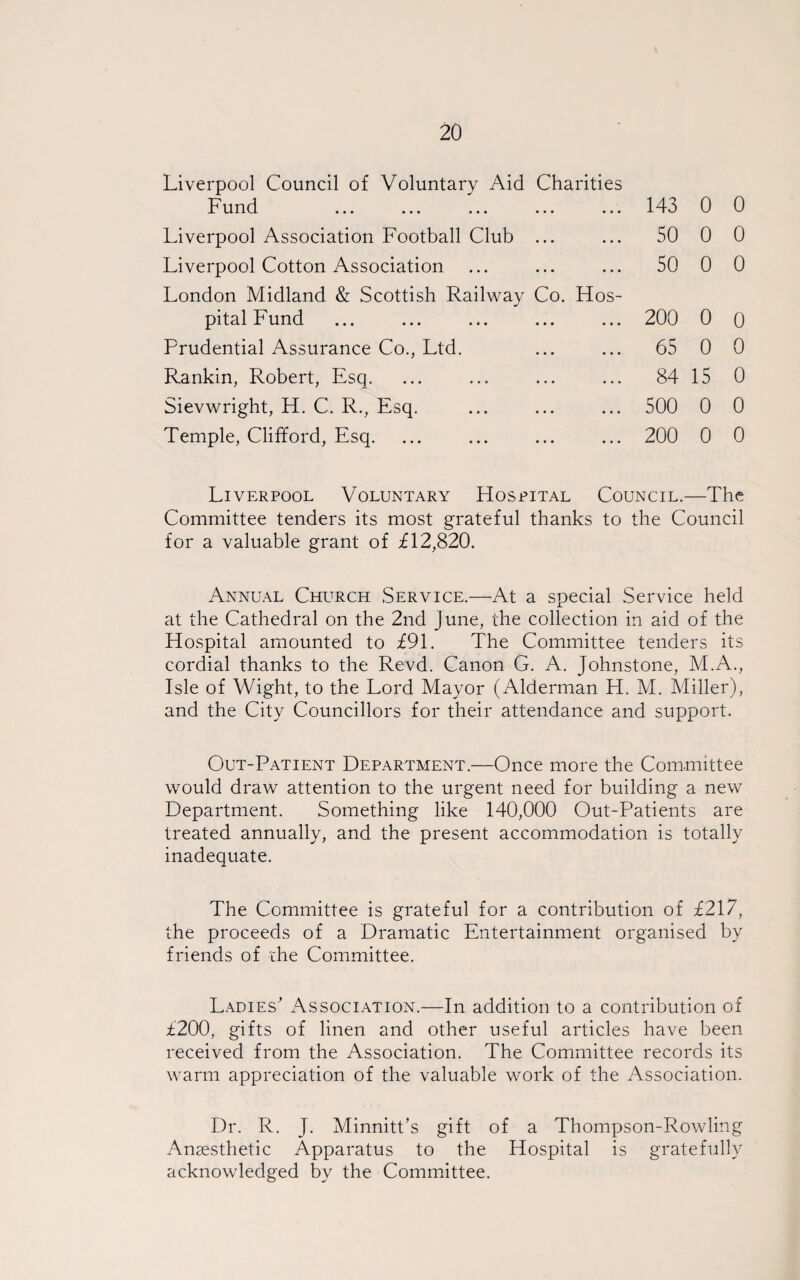 20
Liverpool Council of Voluntary Aid Charities
Fund ... ... ... ... ... 143 0 0
Liverpool Association Football Club ... ... 50 0 0
Liverpool Cotton Association ... ... ... 50 0 0
London Midland & Scottish Railway Co. Hos-
pital Fund ... ... ... ... ... 200 0 0
Prudential Assurance Co., Ltd. ... ... 65 0 0
Rankin, Robert, Esq. ... ... ... ... 84 15 0
Sievwright, H. C. R., Esq. ... ... ... 500 0 0
Temple, Clifford, Esq. ... ... ... ... 200 0 0
Liverpool Voluntary Hospital Council.—The
Committee tenders its most grateful thanks to the Council
for a valuable grant of £12,820.
Annual Church Service.—At a special Service held
at the Cathedral on the 2nd June, the collection in aid of the
Hospital amounted to £91. The Committee tenders its
cordial thanks to the Revd. Canon G. A. Johnstone, M.A.,
Isle of Wight, to the Lord Mayor (Alderman H. M. Miller),
and the City Councillors for their attendance and support.
Out-Patient Department.—Once more the Committee
would draw attention to the urgent need for building a new
Department. Something like 140,000 Out-Patients are
treated annually, and the present accommodation is totally
inadequate.
The Committee is grateful for a contribution of £217,
the proceeds of a Dramatic Entertainment organised by
friends of the Committee.
Ladies' Association.—In addition to a contribution of
£200, gifts of linen and other useful articles have been
received from the Association. The Committee records its
warm appreciation of the valuable work of the Association.
Dr. R. J. Minnitt's gift of a Thompson-Rowling
Anæsthetic Apparatus to the Hospital is gratefully
acknowledged by the Committee.